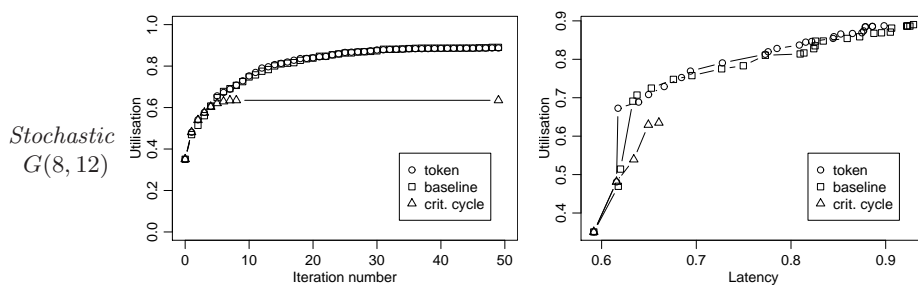 Stochastic
G(8, 12)
Utilisation
0.0 0.2 0.4 0.6 0.8 1.0
token
baseline
crit. cycle
0 10 20 30 40 50
Iteration number
Utilisation
0.4 0.5 0.6 0.7 0.8 0.9
token
baseline
crit. cycle
0.6 0.7 0.8 0.9
Latency